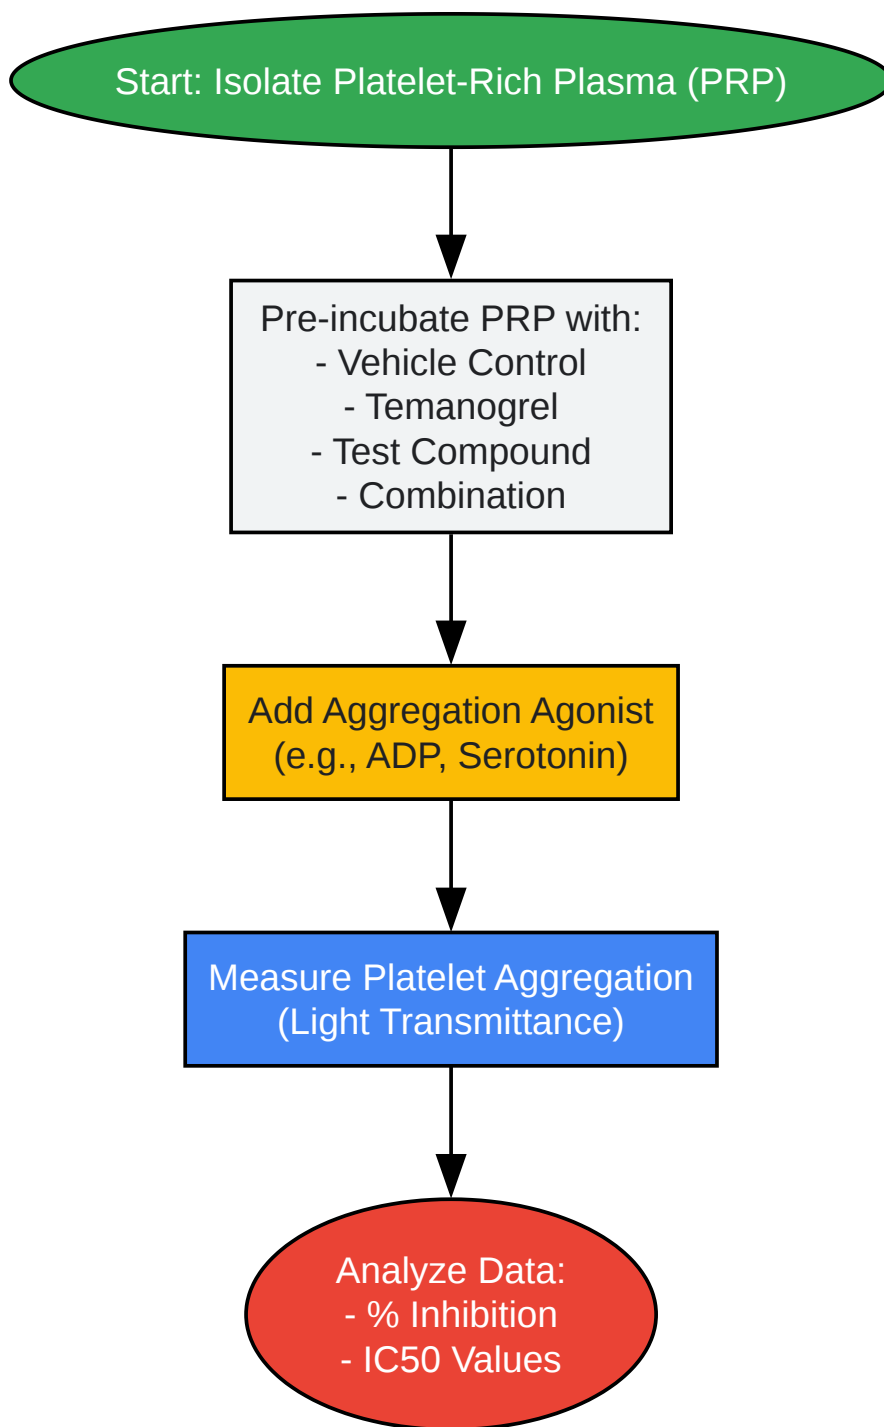 Start: Isolate Platelet-Rich Plasma (PRP)
Pre-incubate PRP with:
- Vehicle Control
- Temanogrel
- Test Compound
- Combination
Add Aggregation Agonist
(e.g., ADP, Serotonin)
Measure Platelet Aggregation
(Light Transmittance)
Analyze Data:
- % Inhibition
- IC50 Values